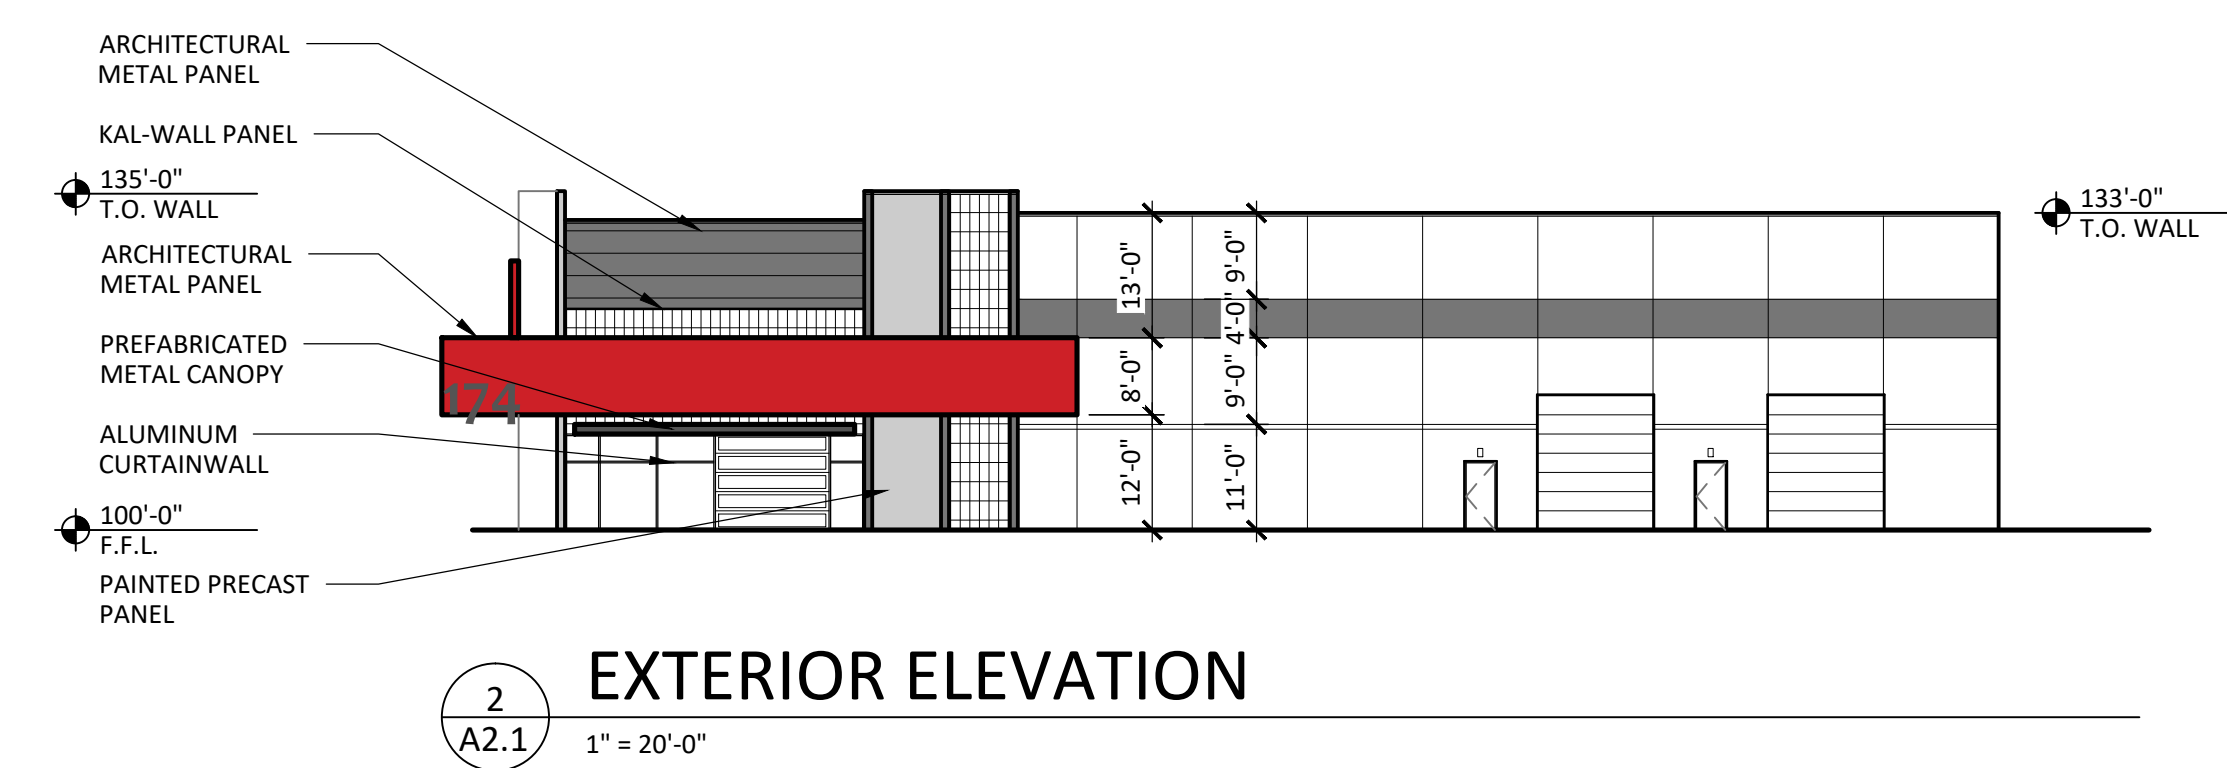 ARCHITECTURAL
METAL PANEL
KAL-WALL PANEL
135'-0"
T.O. WALL
133'-0"
T.O. WALL
ARCHITECTURAL
METAL PANEL
13'-0"
9'-0"
4'-0"
PREFABRICATED
METAL CANOPY
8'-0"
9'-0"
174
ALUMINUM
CURTAINWALL
12'-0"
11'-0"
100'-0"
F.F.L.
PAINTED PRECAST
PANEL
2
A2.1
EXTERIOR ELEVATION
1" = 20'-0"